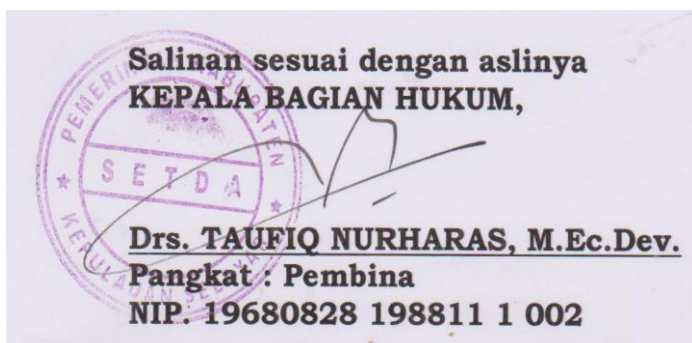 Salinan sesuai dengan aslinya
KEPALA BAGIAN HUKUM,
SETDA
Drs. TAUFIQ NURHARAS, M.Ec.Dev.
Pangkat : Pembina
NIP. 19680828 198811 1 002